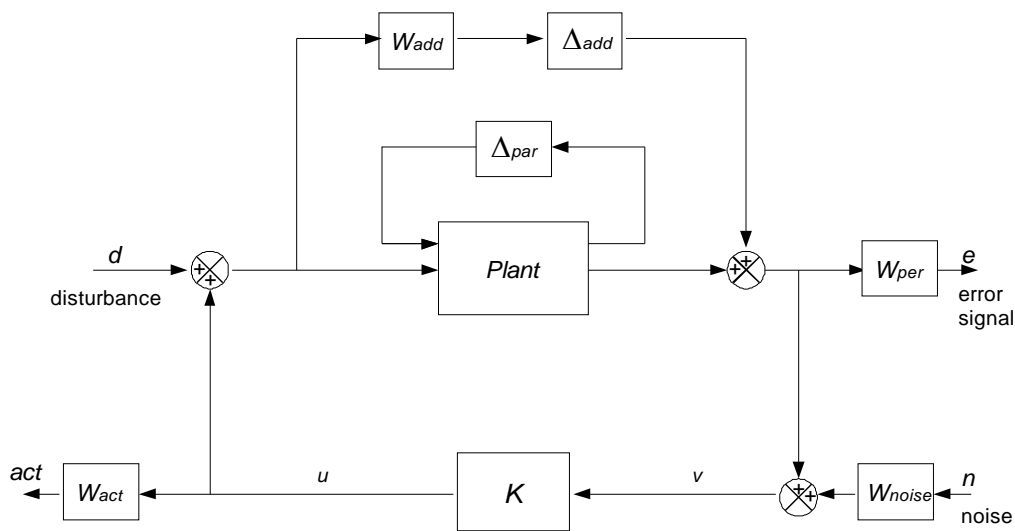 Wadd
Δadd
Δpar
d
disturbance
+
+
Plant
+
+
Wper
e
error
signal
act
Wact
u
K
v
+
+
Wnoise
n
noise